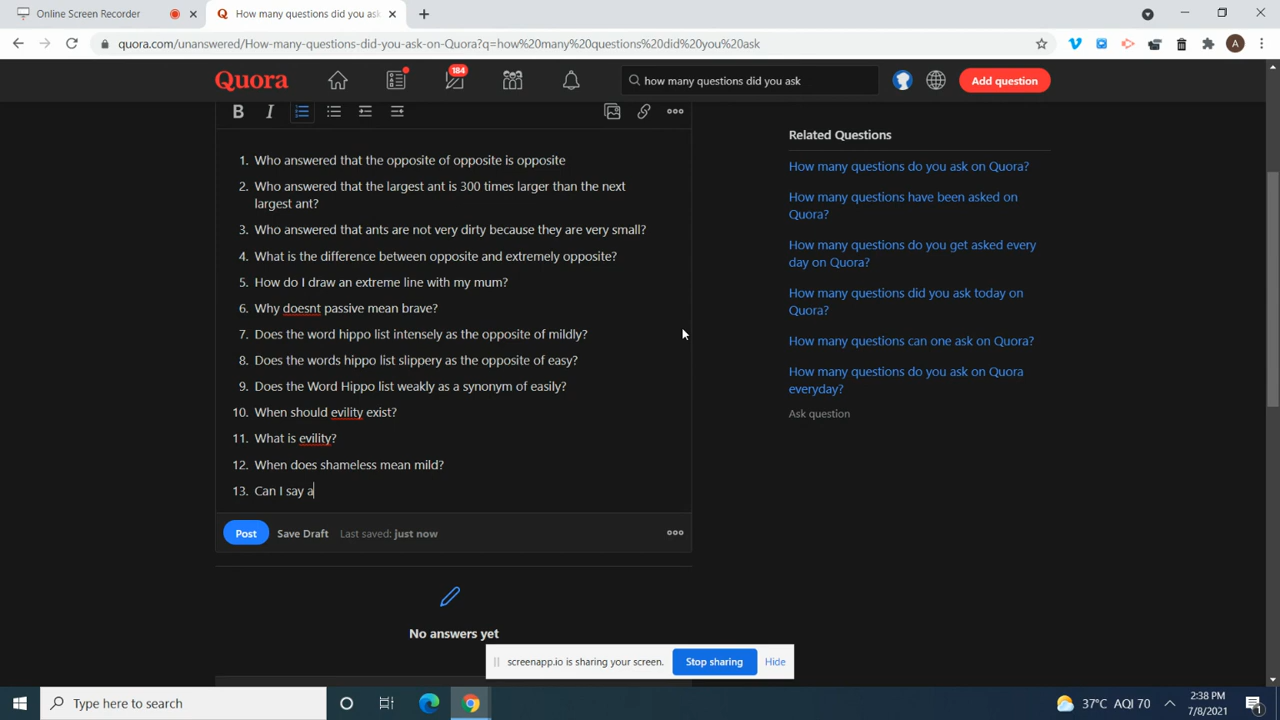 Online Screen Recorder
How many questions did you ask
quora.com/unanswered/How-many-questions-did-you-ask-on-Quora?q=how%20many%20questions%20did%20you%20ask
A
Quora
184
how many questions did you ask
Add question
B I
1. Who answered that the opposite of opposite is opposite
2. Who answered that the largest ant is 300 times larger than the next
largest ant?
3. Who answered that ants are not very dirty because they are very small?
4. What is the difference between opposite and extremely opposite?
5. How do I draw an extreme line with my mum?
6. Why doesnt passive mean brave?
7. Does the word hippo list intensely as the opposite of mildly?
8. Does the words hippo list slippery as the opposite of easy?
9. Does the Word Hippo list weakly as a synonym of easily?
10. When should evility exist?
11. What is evility?
12. When does shameless mean mild?
13. Can I say a
Post Save Draft Last saved: just now
No answers yet
Related Questions
How many questions do you ask on Quora?
How many questions have been asked on
Quora?
How many questions do you get asked every
day on Quora?
How many questions did you ask today on
Quora?
How many questions can one ask on Quora?
How many questions do you ask on Quora
everyday?
Ask question
screenapp.io is sharing your screen. Stop sharing Hide
Type here to search
37°C AQI 70
2:38 PM
7/8/2021
1